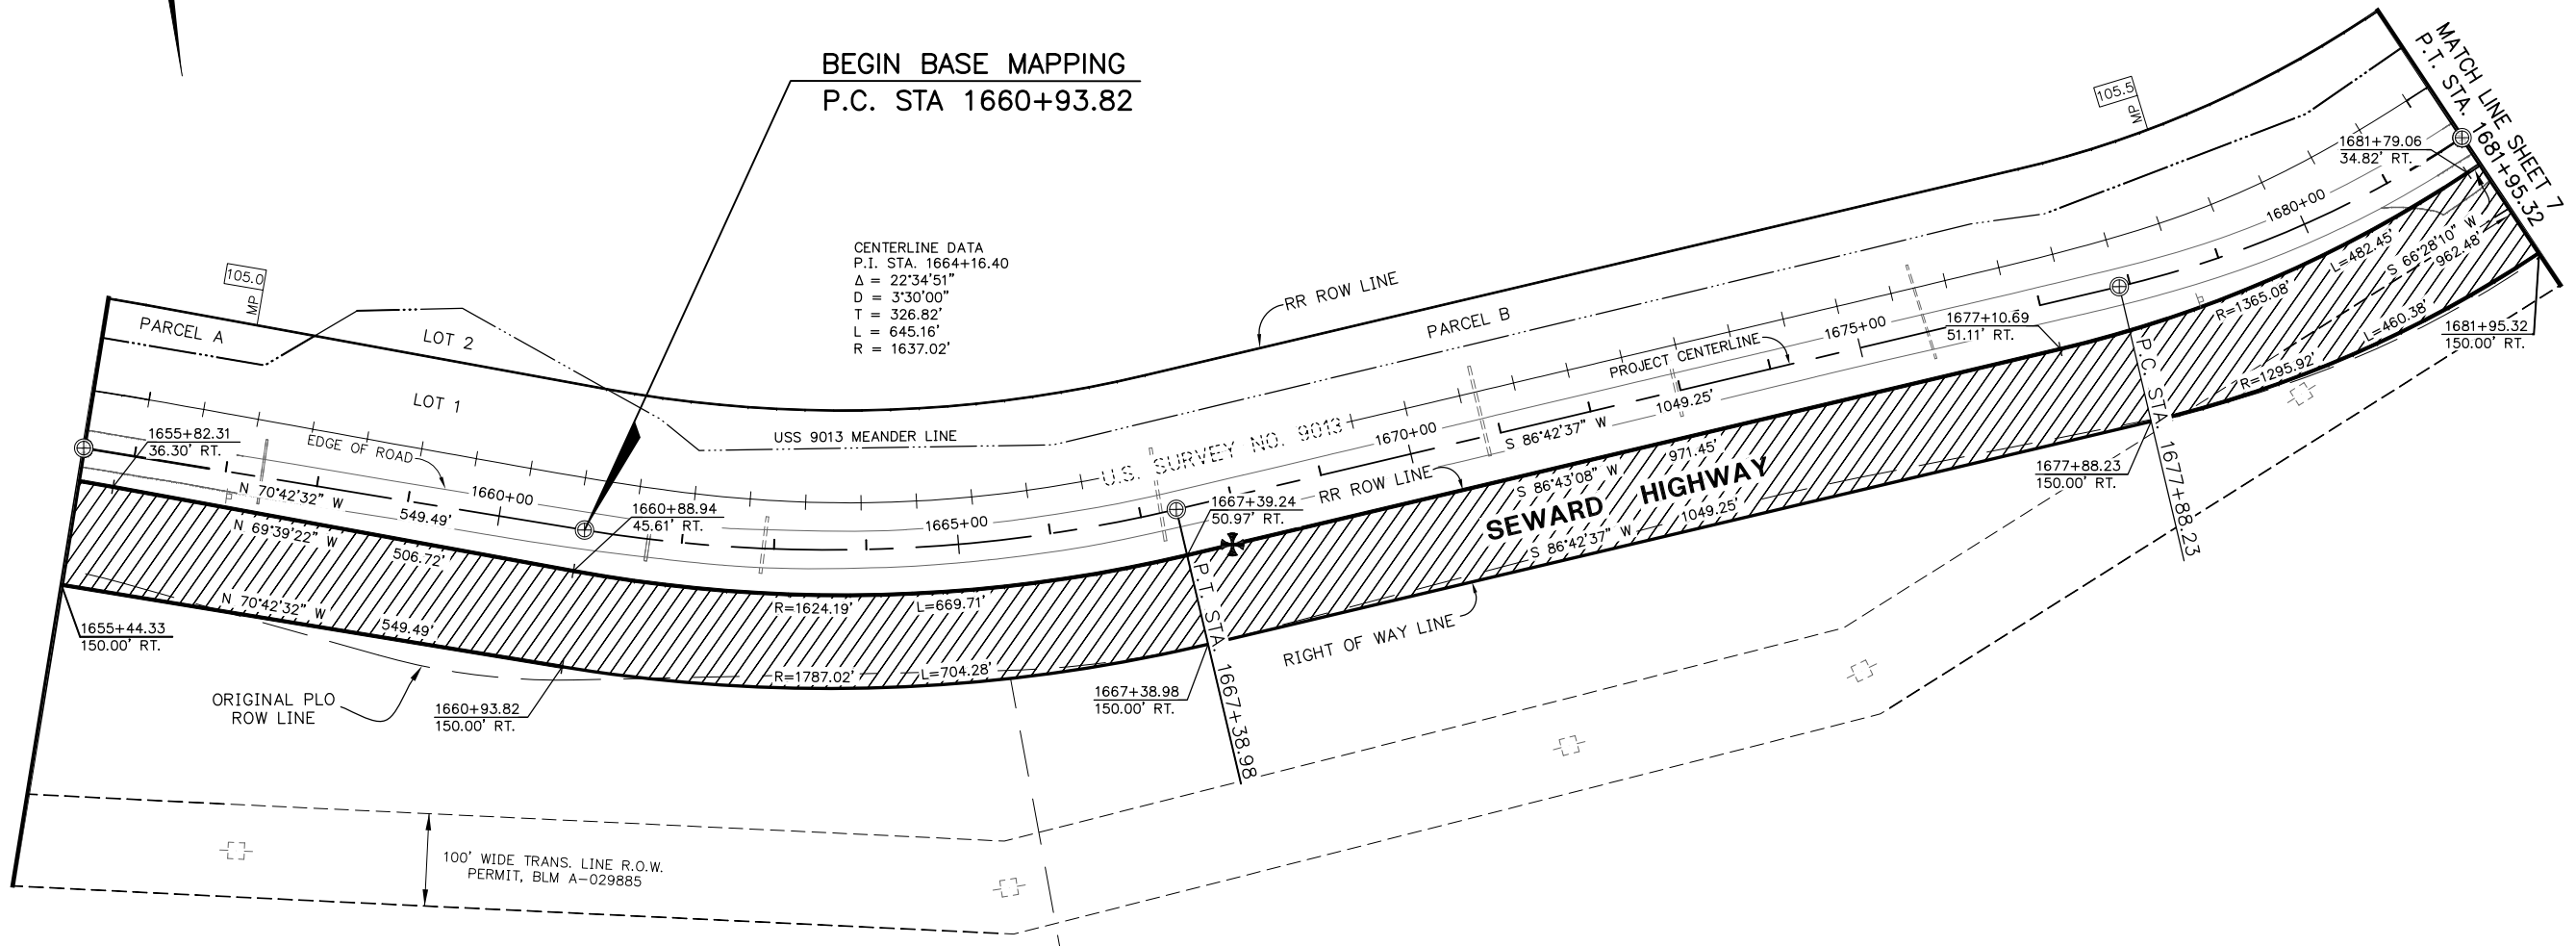 BEGIN BASE MAPPING
P.C. STA 1660+93.82
CENTERLINE DATA
P.I. STA. 1664+16.40
Δ = 22°34'51"
D = 3°30'00"
T = 326.82'
L = 645.16'
R = 1637.02'
105.0
MP
PARCEL A
LOT 2
LOT 1
1655+82.31
36.30' RT.
EDGE OF ROAD
N 70°42'32" W
549.49'
1660+00
N 69°39'22" W
506.72'
N 70°42'32" W
549.49'
1655+44.33
150.00' RT.
ORIGINAL PLO
ROW LINE
1660+93.82
150.00' RT.
1660+88.94
45.61' RT.
USS 9013 MEANDER LINE
1665+00
R=1624.19'
L=669.71'
R=1787.02'
L=704.28'
U.S. SURVEY NO. 9013
1667+39.24
50.97' RT.
P.T. STA. 1667+38.98
1667+38.98
150.00' RT.
RR ROW LINE
PARCEL B
1670+00
RR ROW LINE
S 86°42'37" W
1049.25'
PROJECT CENTERLINE
1675+00
S 86°43'08" W
971.45'
SEWARD HIGHWAY
S 86°42'37" W
1049.25'
RIGHT OF WAY LINE
1677+10.69
51.11' RT.
1677+88.23
150.00' RT.
P.C. STA. 1677+88.23
105.5
MP
1680+00
1681+79.06
34.82' RT.
R=1365.08'
L=482.45'
S 66°28'10" W
962.48'
R=1295.92'
L=460.38'
1681+95.32
150.00' RT.
MATCH LINE SHEET 7
P.T. STA. 1681+95.32
100' WIDE TRANS. LINE R.O.W.
PERMIT, BLM A-029885